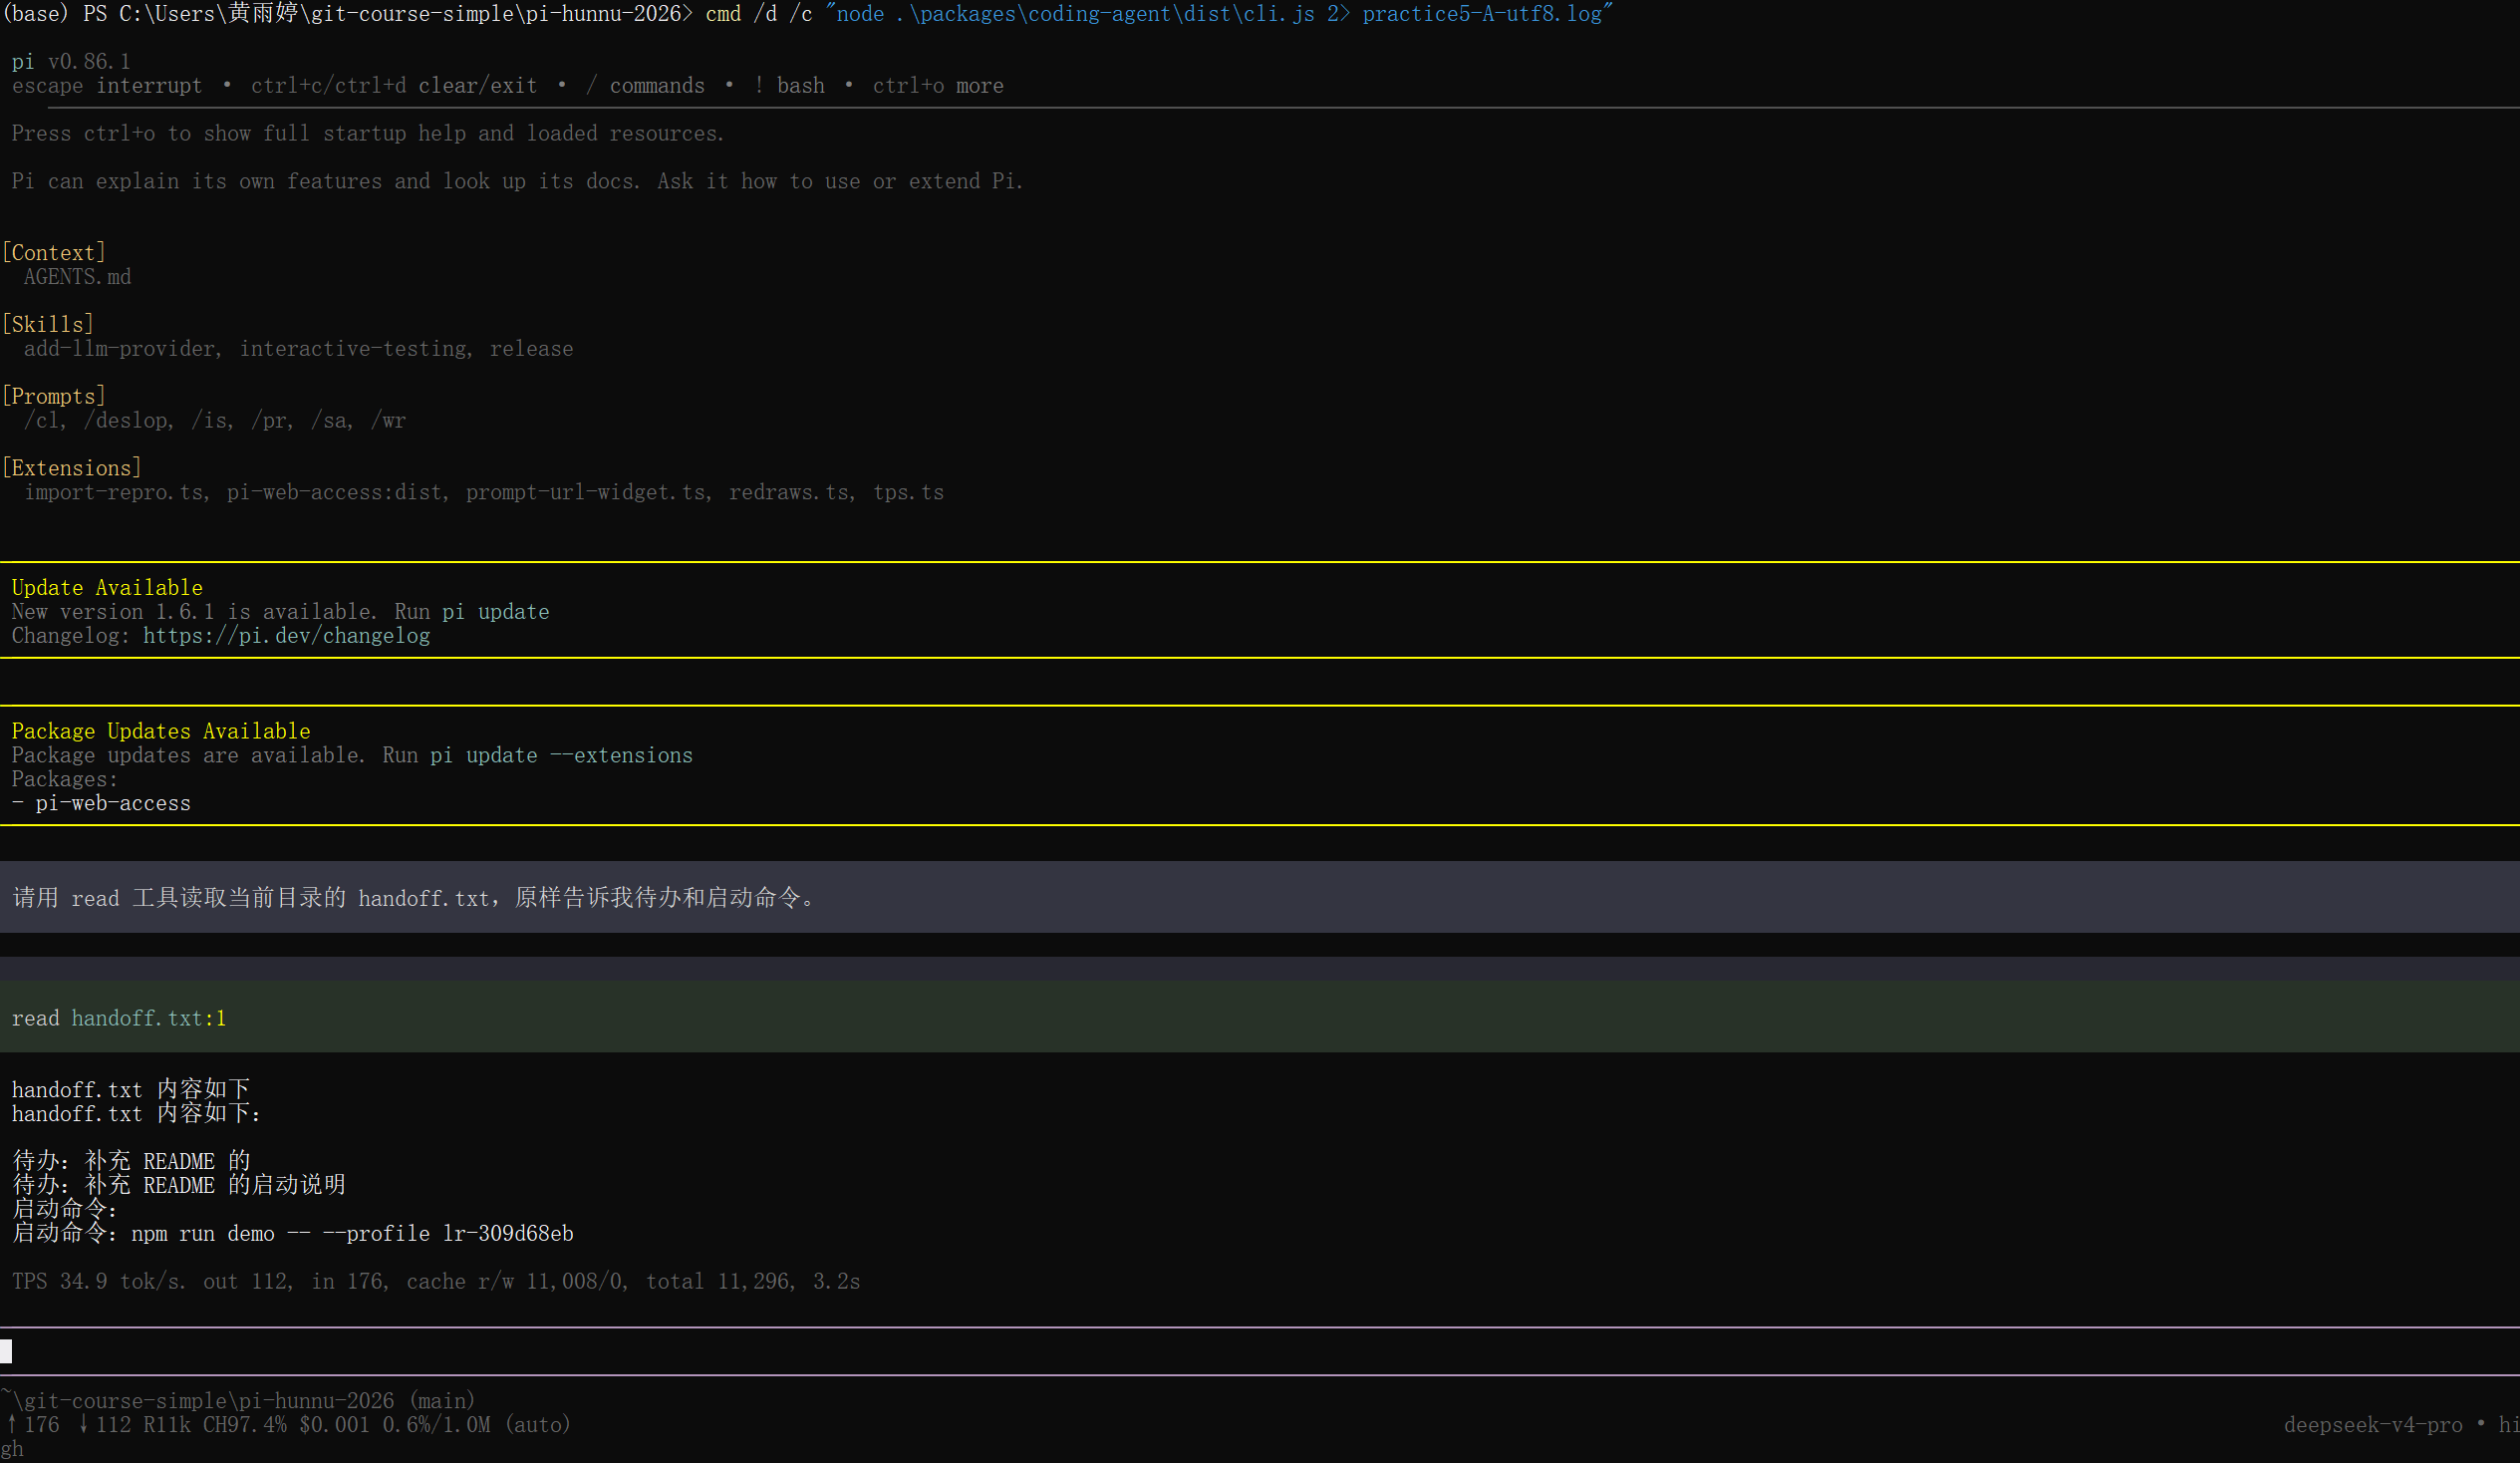 (base) PS C:\Users\黄雨婷\git-course-simple\pi-hunnu-2026> cmd /d /c "node .\packages\coding-agent\dist\cli.js 2> practice5-A-utf8.log"
pi v0.86.1
escape interrupt • ctrl+c/ctrl+d clear/exit • / commands • ! bash • ctrl+o more
Press ctrl+o to show full startup help and loaded resources.
Pi can explain its own features and look up its docs. Ask it how to use or extend Pi.
[Context]
AGENTS.md
[Skills]
add-llm-provider, interactive-testing, release
[Prompts]
/cl, /deslop, /is, /pr, /sa, /wr
[Extensions]
import-repro.ts, pi-web-access:dist, prompt-url-widget.ts, redraws.ts, tps.ts
Update Available
New version 1.6.1 is available. Run pi update
Changelog: https://pi.dev/changelog
Package Updates Available
Package updates are available. Run pi update --extensions
Packages:
- pi-web-access
请用 read 工具读取当前目录的 handoff.txt，原样告诉我待办和启动命令。
read handoff.txt:1
handoff.txt 内容如下
handoff.txt 内容如下：
待办：补充 README 的
待办：补充 README 的启动说明
启动命令：
启动命令：npm run demo -- --profile lr-309d68eb
TPS 34.9 tok/s. out 112, in 176, cache r/w 11,008/0, total 11,296, 3.2s
~\git-course-simple\pi-hunnu-2026 (main)
↑176 ↓112 R11k CH97.4% $0.001 0.6%/1.0M (auto) deepseek-v4-pro • hi
gh